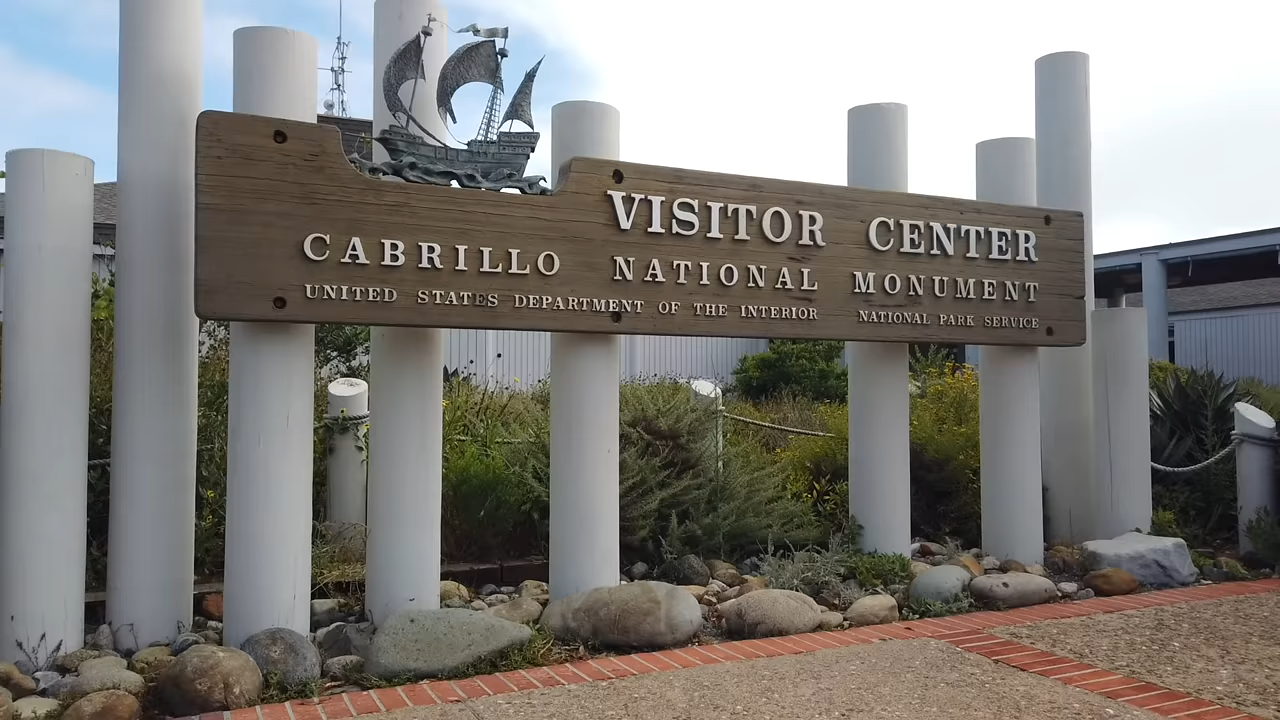 VISITOR CENTER
CABRILLO NATIONAL MONUMENT
UNITED STATES DEPARTMENT OF THE INTERIOR NATIONAL PARK SERVICE